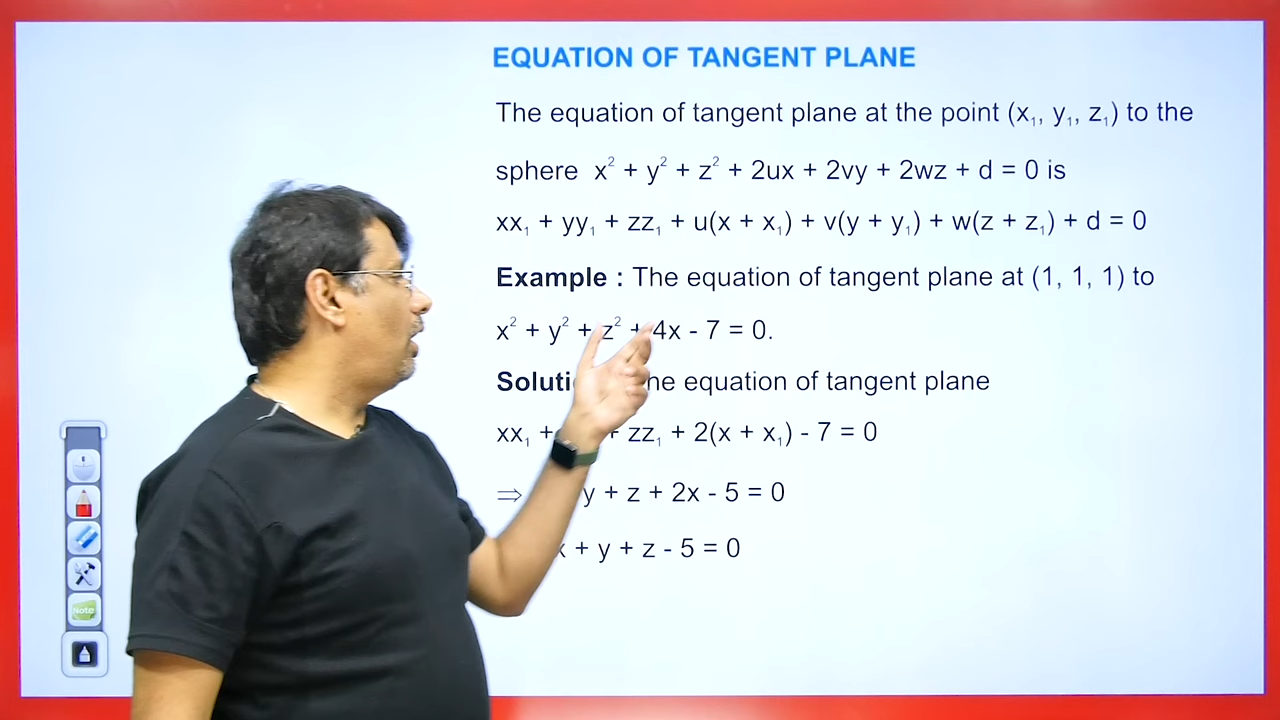 EQUATION OF TANGENT PLANE
The equation of tangent plane at the point (x₁, y₁, z₁) to the
sphere x² + y² + z² + 2ux + 2vy + 2wz + d = 0 is
xx₁ + yy₁ + zz₁ + u(x + x₁) + v(y + y₁) + w(z + z₁) + d = 0
Example : The equation of tangent plane at (1, 1, 1) to
x² + y² + z² + 4x - 7 = 0.
equation of tangent plane
xx₁ + zz₁ + 2(x + x₁) - 7 = 0
⇒ y + z + 2x - 5 = 0
x + y + z - 5 = 0
Note